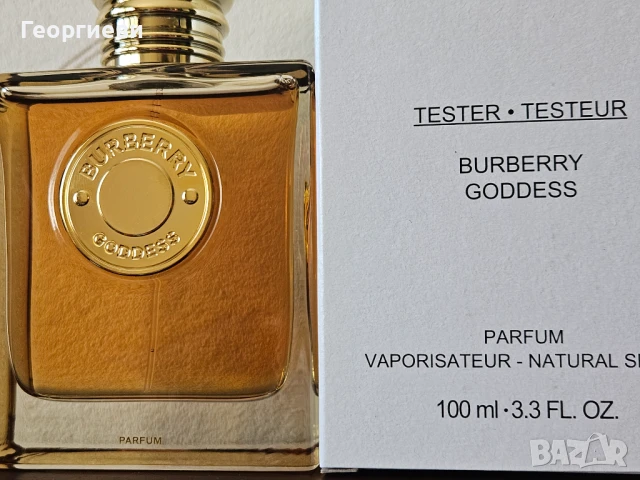 Георгиеви
BURBERRY
GODDESS
PARFUM
TESTER • TESTEUR
BURBERRY
GODDESS
PARFUM
VAPORISATEUR - NATURAL
100 ml • 3.3 FL. OZ.
BAZAR